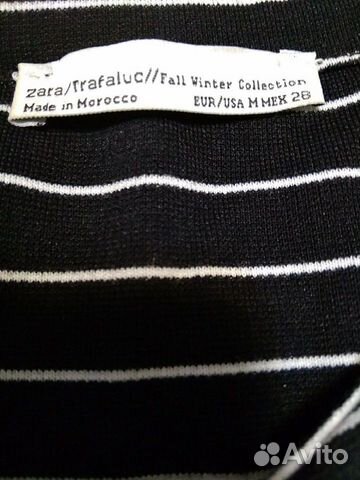 zara/Trafaluc//Fall Winter Collection
Made in Morocco EUR/USA M MEX 28
Avito